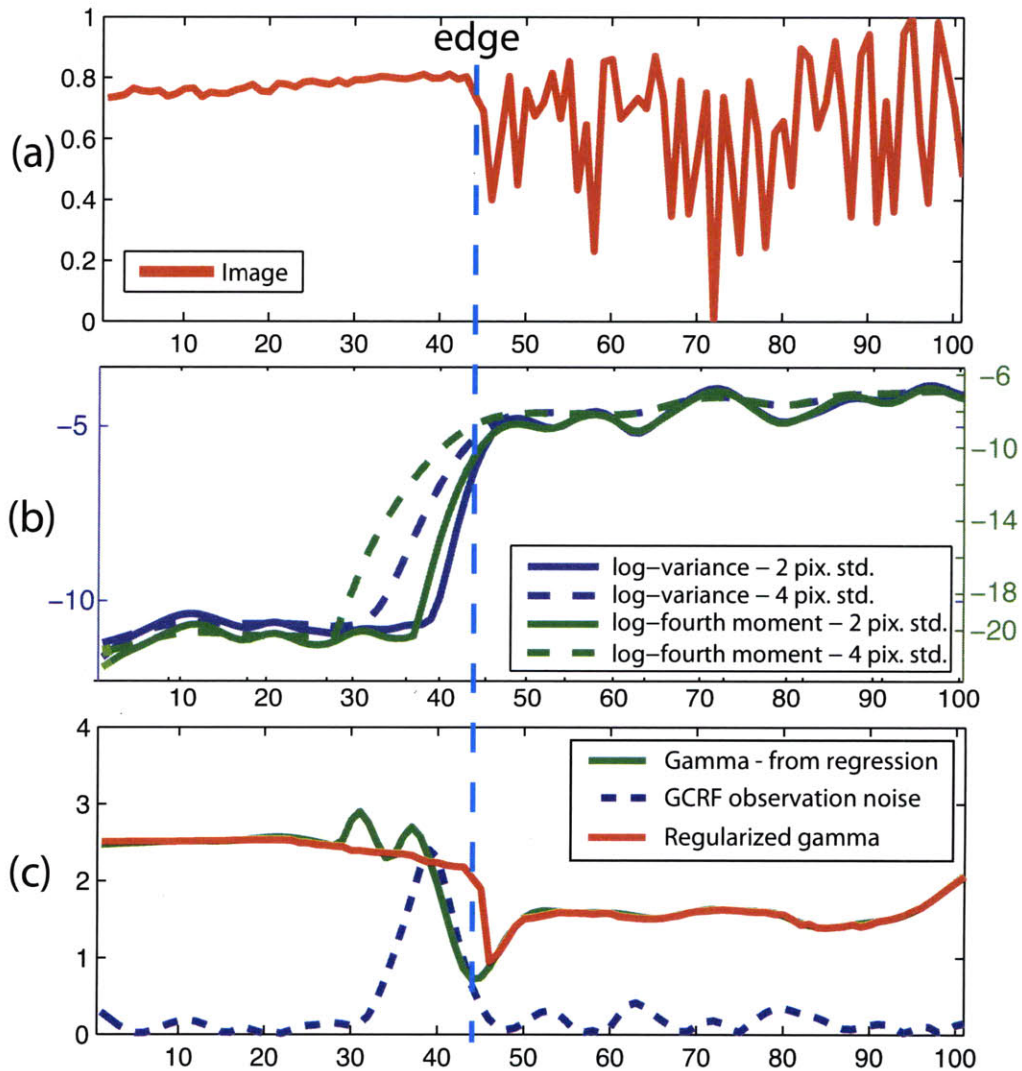 edge
(a)
1
0.8
0.6
0.4
0.2
0
Image
10 20 30 40 50 60 70 80 90 100
(b)
−5
−10
−6
−8
−10
−12
−14
−16
−18
−20
log−variance − 2 pix. std.
log−variance − 4 pix. std.
log−fourth moment − 2 pix. std.
log−fourth moment − 4 pix. std.
10 20 30 40 50 60 70 80 90 100
(c)
4
3
2
1
0
Gamma - from regression
GCRF observation noise
Regularized gamma
10 20 30 40 50 60 70 80 90 100